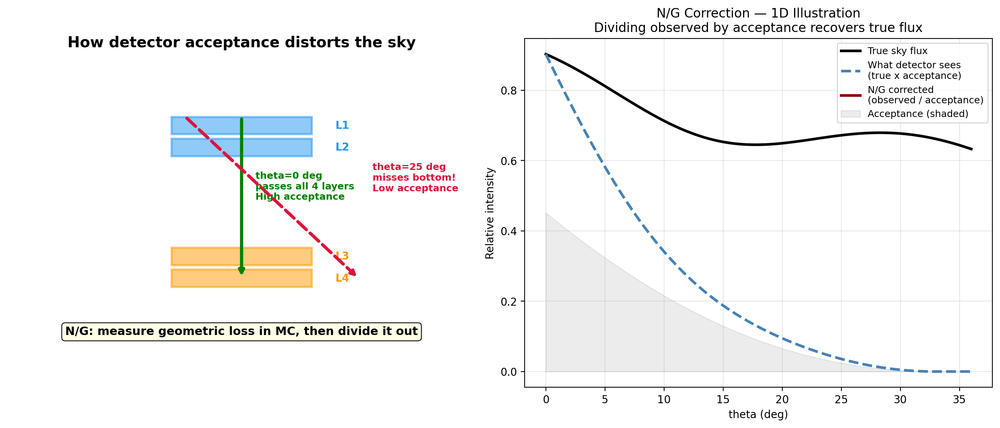 How detector acceptance distorts the sky
L1
L2
theta=0 deg
passes all 4 layers
High acceptance
theta=25 deg
misses bottom!
Low acceptance
L3
L4
N/G: measure geometric loss in MC, then divide it out
N/G Correction — 1D Illustration
Dividing observed by acceptance recovers true flux
True sky flux
What detector sees
(true x acceptance)
N/G corrected
(observed / acceptance)
Acceptance (shaded)
Relative intensity
0.8
0.6
0.4
0.2
0.0
0 5 10 15 20 25 30 35
theta (deg)